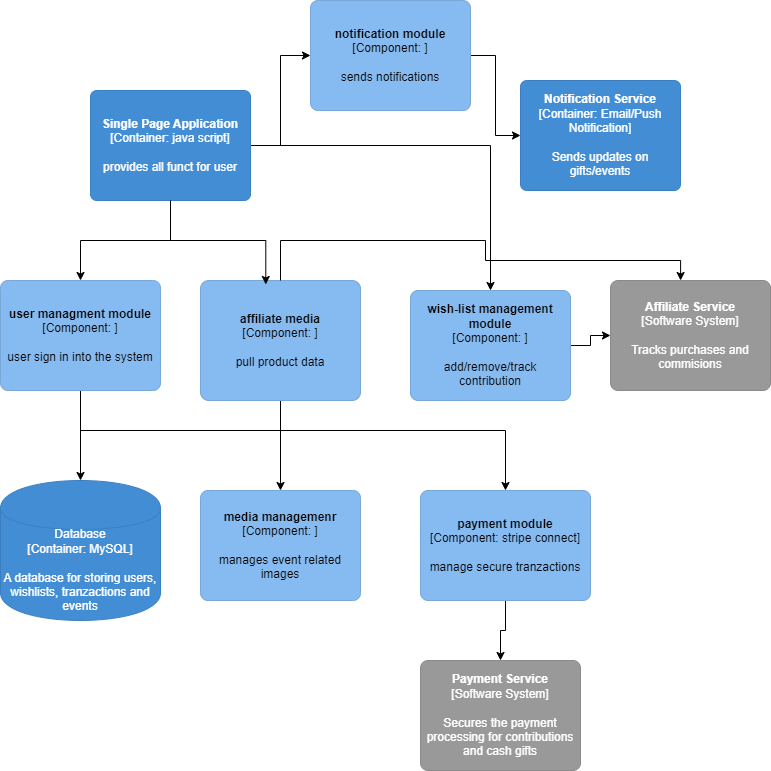 notification module
[Component: ]
sends notifications
Single Page Application
[Container: java script]
provides all funct for user
Notification Service
[Container: Email/Push
Notification]
Sends updates on
gifts/events
user managment module
[Component: ]
user sign in into the system
affiliate media
[Component: ]
pull product data
wish-list management
module
[Component: ]
add/remove/track
contribution
Affiliate Service
[Software System]
Tracks purchases and
commisions
Database
[Container: MySQL]
A database for storing users,
wishlists, tranzactions and
events
media managemenr
[Component: ]
manages event related
images
payment module
[Component: stripe connect]
manage secure tranzactions
Payment Service
[Software System]
Secures the payment
processing for contributions
and cash gifts